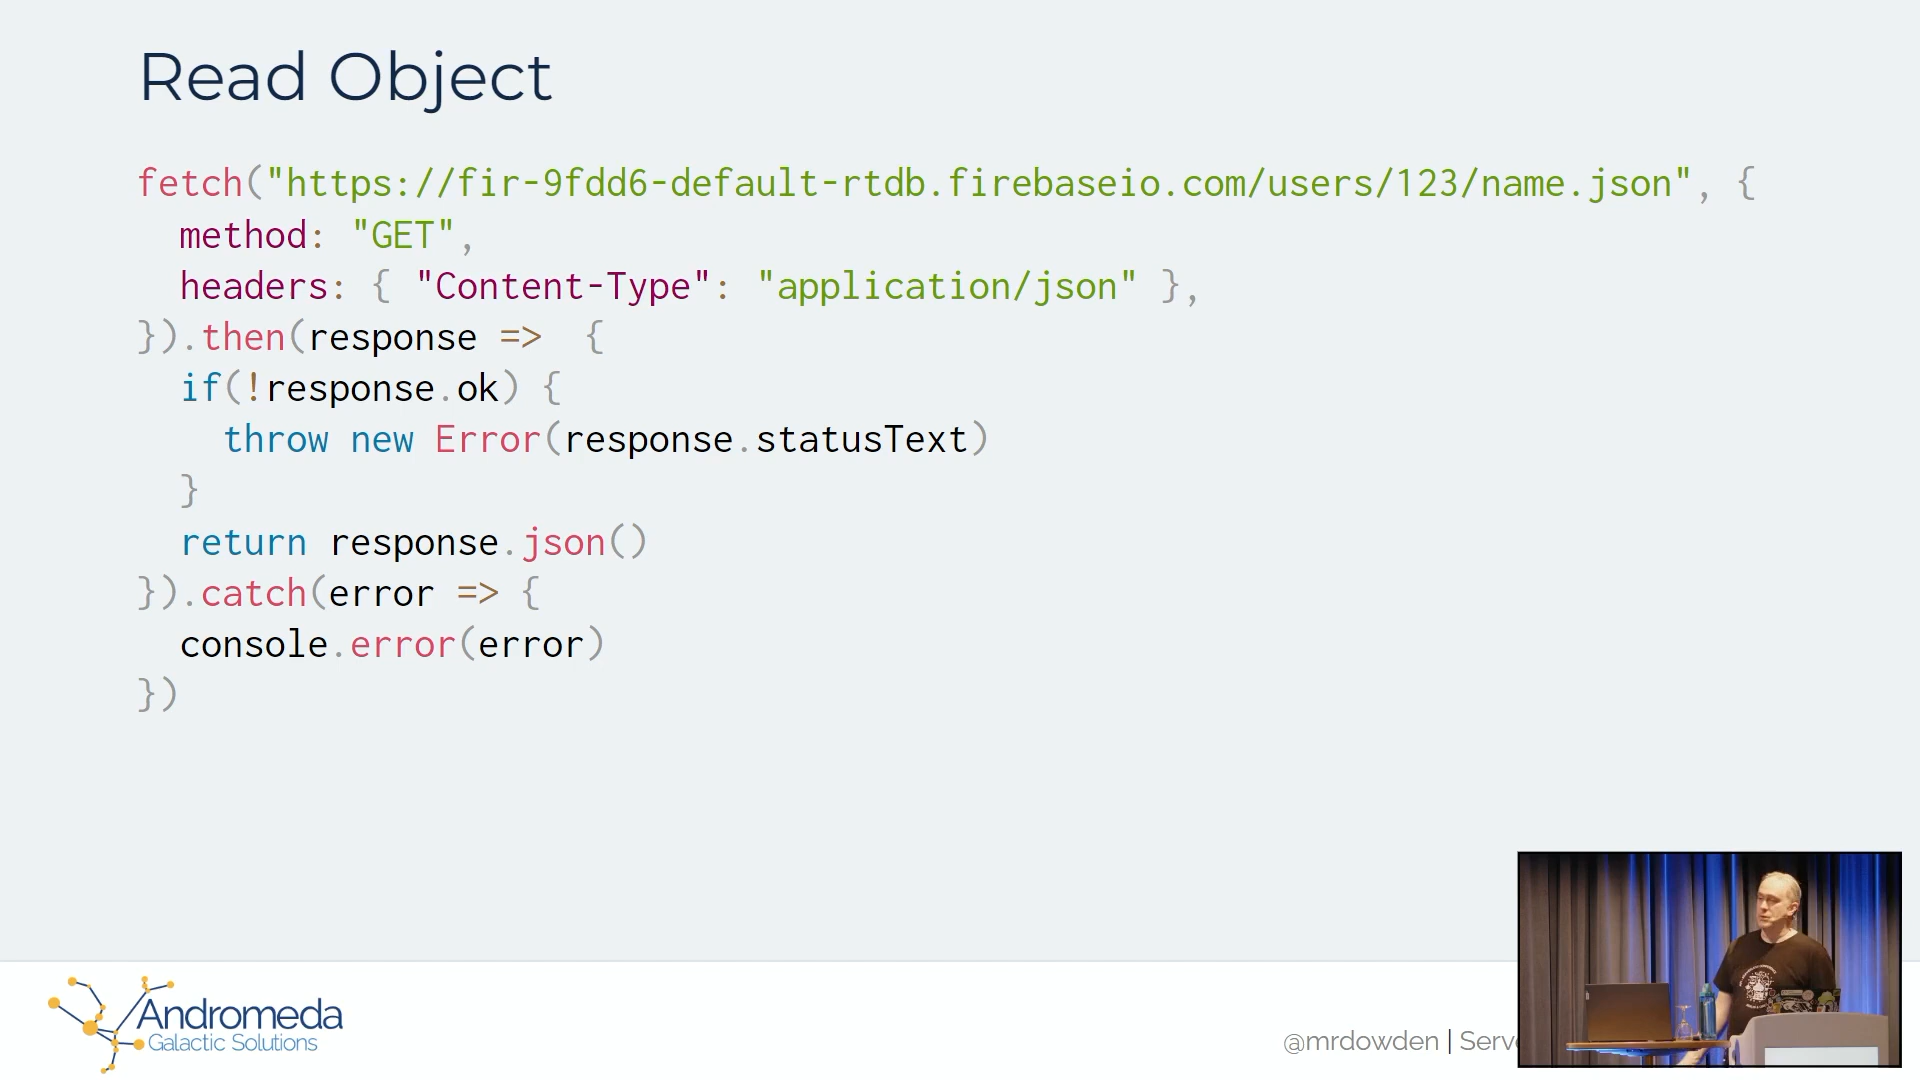 Read Object
fetch("https://fir-9fdd6-default-rtdb.firebaseio.com/users/123/name.json", {
  method: "GET",
  headers: { "Content-Type": "application/json" },
}).then(response =>  {
  if(!response.ok) {
    throw new Error(response.statusText)
  }
  return response.json()
}).catch(error => {
  console.error(error)
})
Andromeda
Galactic Solutions
@mrdowden | Serve